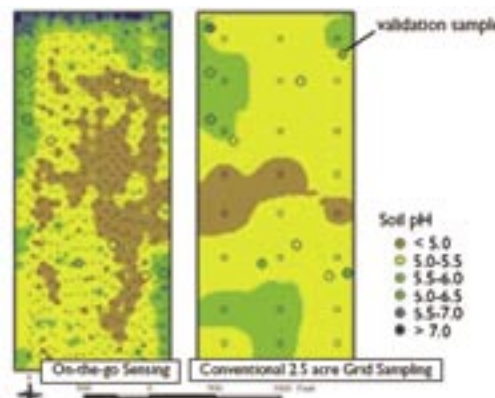 validation sample
Soil pH
< 5.0
5.0-5.5
5.5-6.0
5.0-6.5
5.5-7.0
> 7.0
On-the-go Sensing
Conventional 2.5 acre Grid Sampling